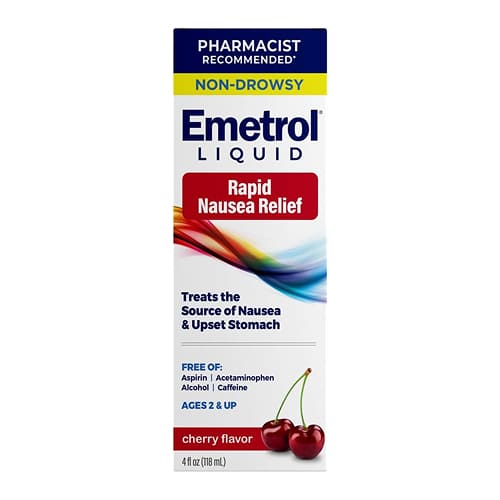 PHARMACIST
RECOMMENDED*
NON-DROWSY
Emetrol®
LIQUID
Rapid
Nausea Relief
Treats the
Source of Nausea
& Upset Stomach
FREE OF:
Aspirin | Acetaminophen
Alcohol | Caffeine
AGES 2 & UP
cherry flavor
4 fl oz (118 mL)